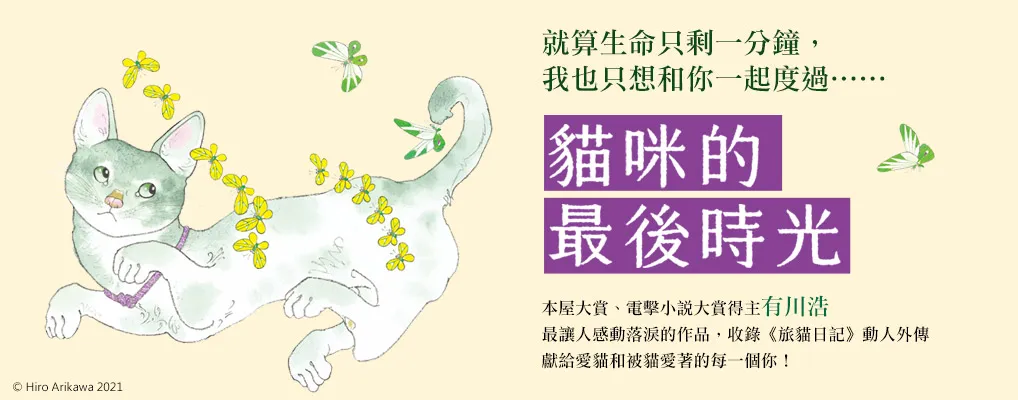 就算生命只剩一分鐘，
我也只想和你一起度過……
貓咪的
最後時光
本屋大賞、電擊小說大賞得主有川浩
最讓人感動落淚的作品，收錄《旅貓日記》動人外傳
獻給愛貓和被貓愛著的每一個你！
© Hiro Arikawa 2021